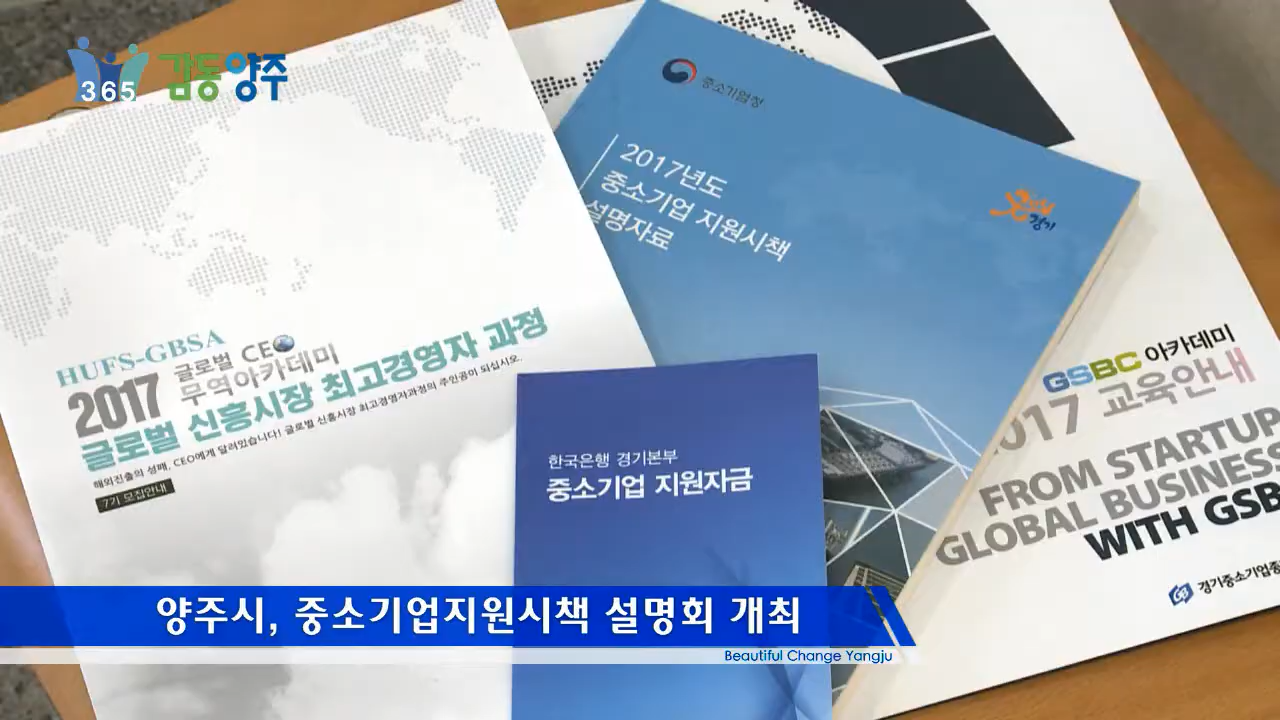 365 감동양주
중소기업청
2017년도
중소기업 지원시책
설명자료
경기
HUFS-GBSA
2017 글로벌 CEO
무역아카데미
글로벌 신흥시장 최고경영자 과정
해외진출의 성패, CEO에게 달려있습니다! 글로벌 신흥시장 최고경영자과정의 주인공이 되십시오.
7기 모집안내
한국은행 경기본부
중소기업 지원자금
GSBC 아카데미
017 교육안내
FROM STARTUP
GLOBAL BUSINESS
WITH GSB
경기중소기업종
양주시, 중소기업지원시책 설명회 개최
Beautiful Change Yangju